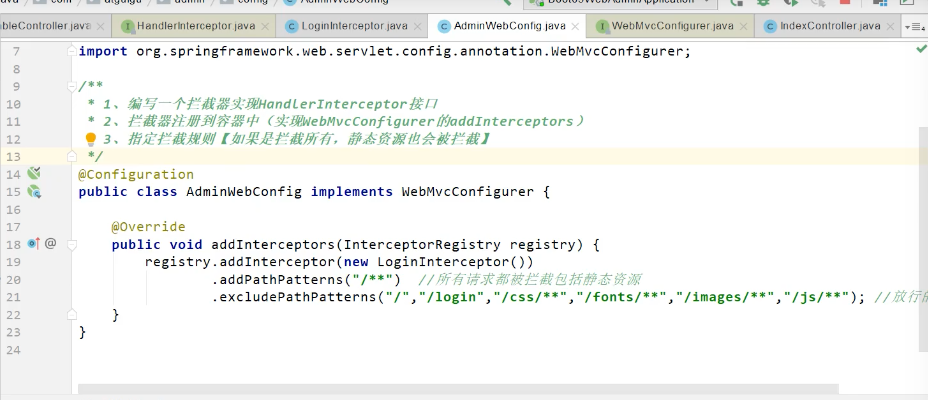 admin
config
AdminWebConfig
Boot05WebAdminApplication
bleController.java
HandlerInterceptor.java
LoginInterceptor.java
AdminWebConfig.java
WebMvcConfigurer.java
IndexController.java
7 import org.springframework.web.servlet.config.annotation.WebMvcConfigurer;
8
9 /**
10 * 1、编写一个拦截器实现HandlerInterceptor接口
11 * 2、拦截器注册到容器中（实现WebMvcConfigurer的addInterceptors）
12 * 3、指定拦截规则【如果是拦截所有，静态资源也会被拦截】
13 */
14 @Configuration
15 public class AdminWebConfig implements WebMvcConfigurer {
16
17 @Override
18 @ public void addInterceptors(InterceptorRegistry registry) {
19 registry.addInterceptor(new LoginInterceptor())
20 .addPathPatterns("/**") //所有请求都被拦截包括静态资源
21 .excludePathPatterns("/","/login","/css/**","/fonts/**","/images/**","/js/**"); //放行的
22 }
23 }
24